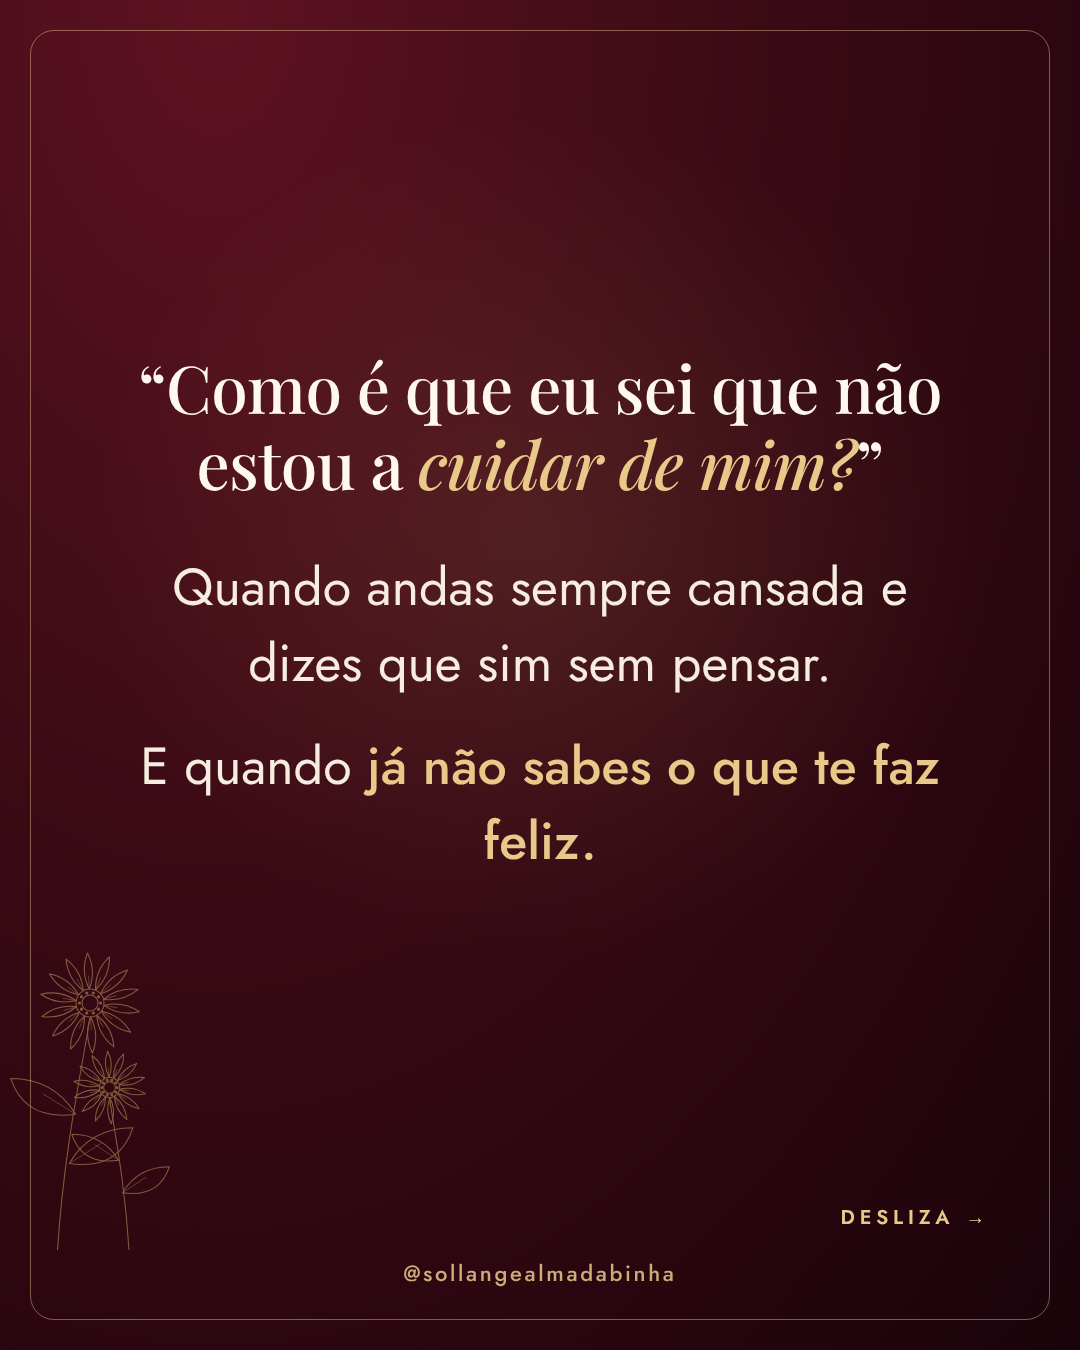 “Como é que eu sei que não
estou a cuidar de mim?”
Quando andas sempre cansada e
dizes que sim sem pensar.
E quando já não sabes o que te faz
feliz.
DESLIZA →
@sollangealmadabinha